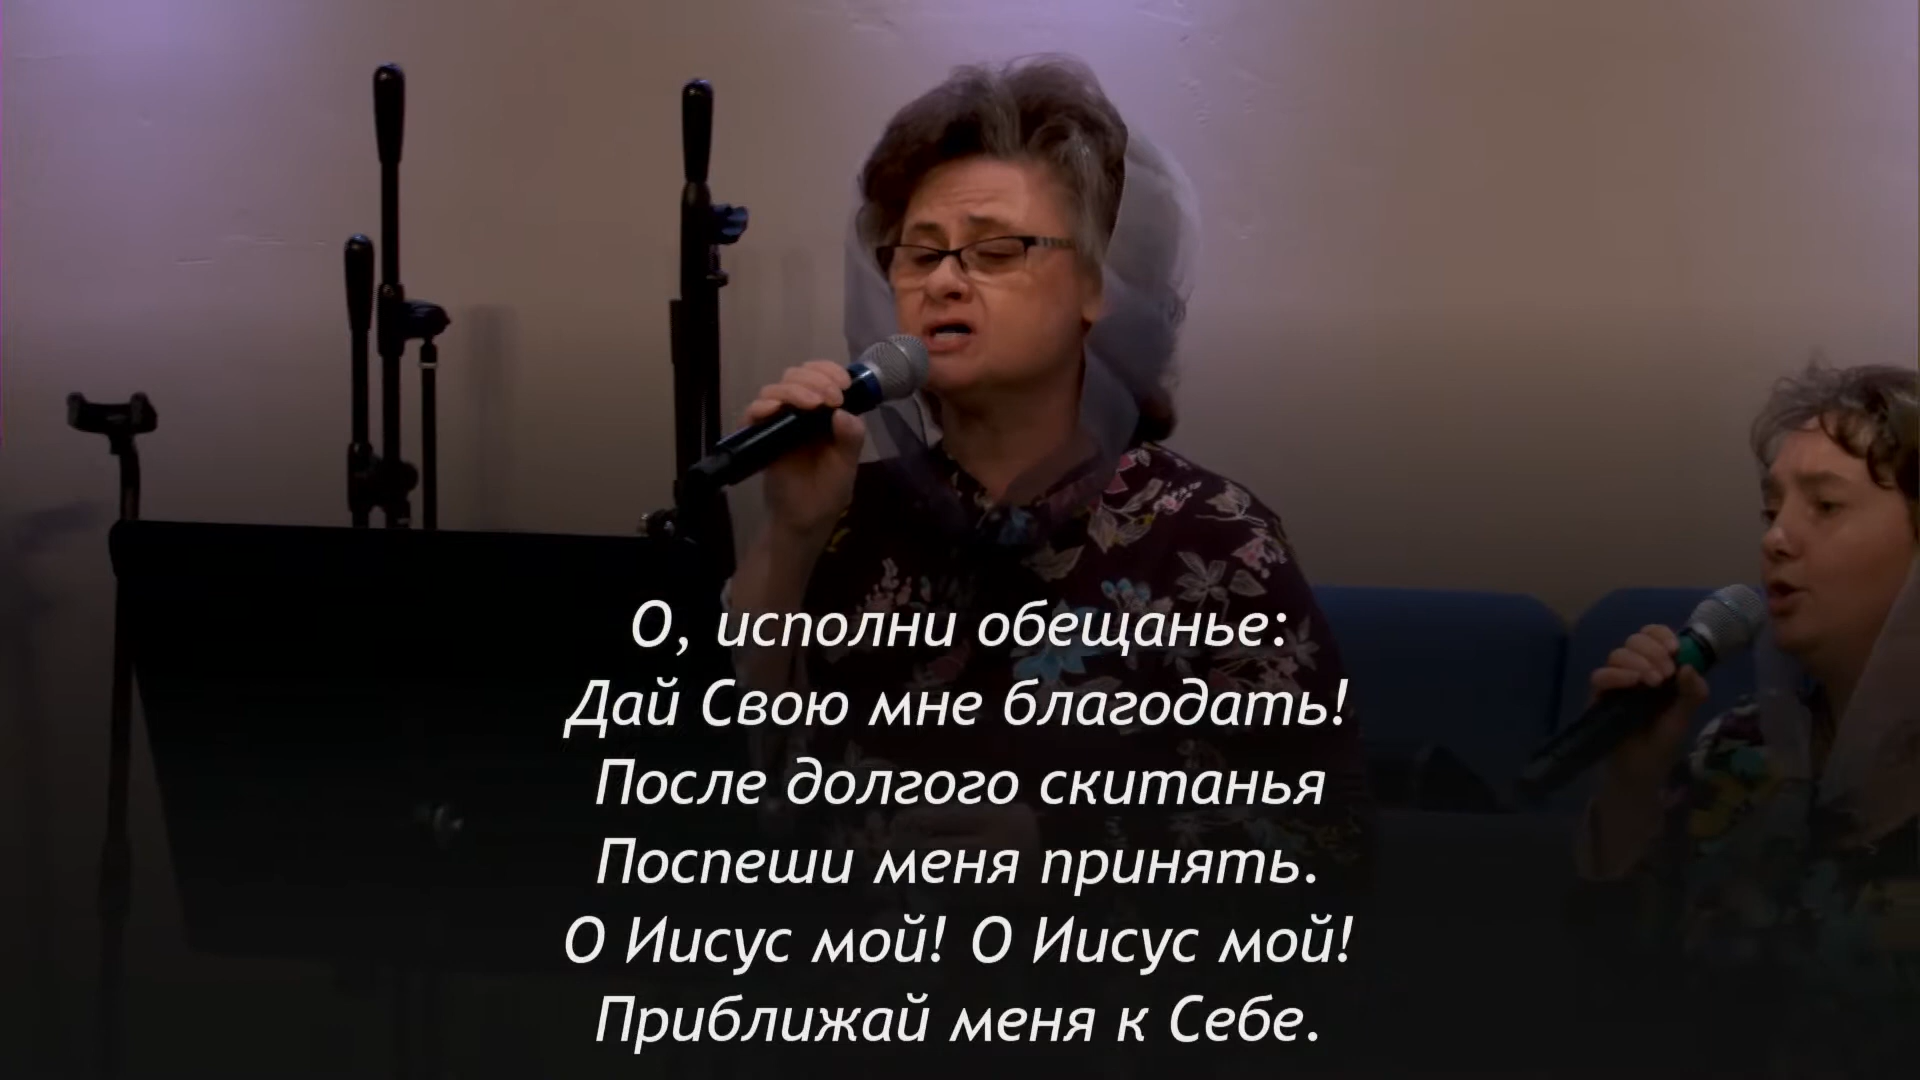 О, исполни обещанье:
Дай Свою мне благодать!
После долгого скитанья
Поспеши меня принять.
О Иисус мой! О Иисус мой!
Приближай меня к Себе.